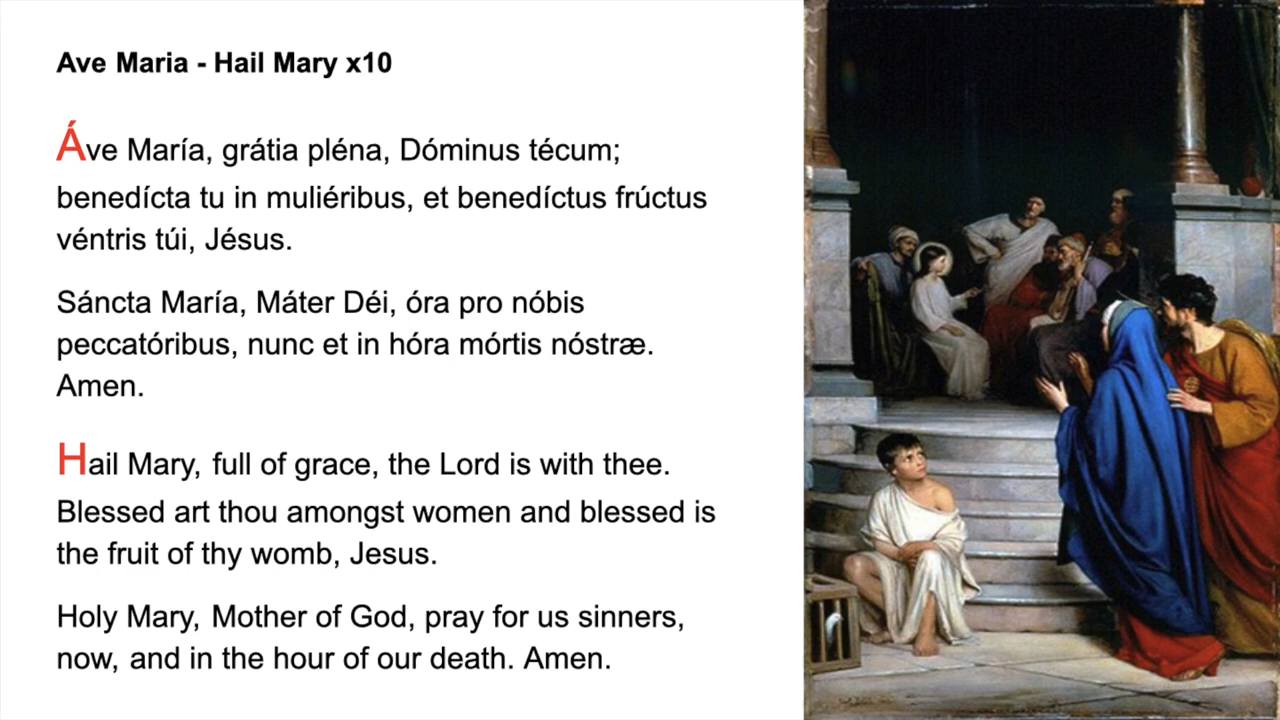 Ave Maria - Hail Mary x10
Áve María, grátia pléna, Dóminus técum;
benedícta tu in muliéribus, et benedíctus frúctus
véntris túi, Jésus.
Sáncta María, Máter Déi, óra pro nóbis
peccatóribus, nunc et in hóra mórtis nóstræ.
Amen.
Hail Mary, full of grace, the Lord is with thee.
Blessed art thou amongst women and blessed is
the fruit of thy womb, Jesus.
Holy Mary, Mother of God, pray for us sinners,
now, and in the hour of our death. Amen.